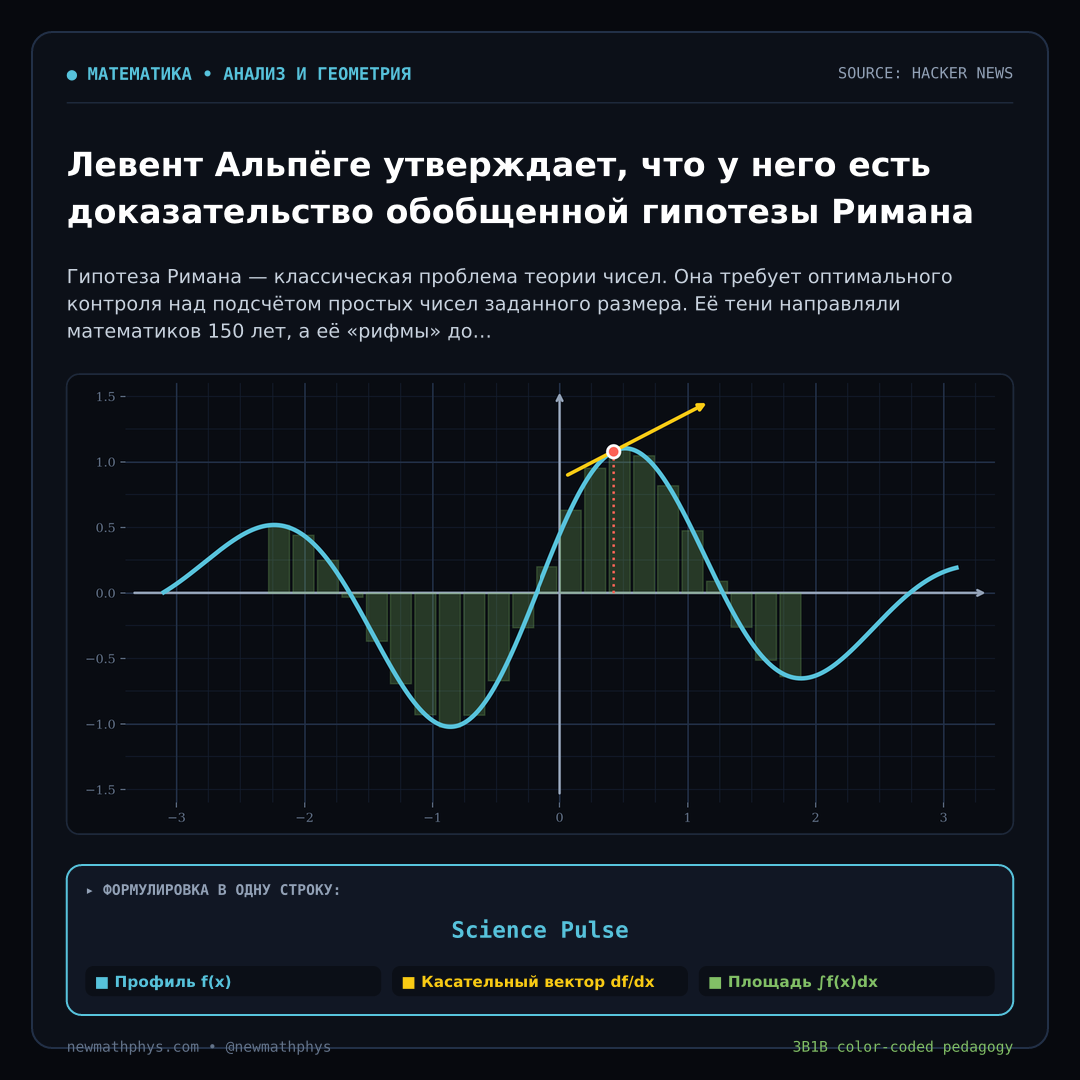 ● МАТЕМАТИКА • АНАЛИЗ И ГЕОМЕТРИЯ
SOURCE: HACKER NEWS
Левент Альпёге утверждает, что у него есть
доказательство обобщенной гипотезы Римана
Гипотеза Римана — классическая проблема теории чисел. Она требует оптимального
контроля над подсчётом простых чисел заданного размера. Её тени направляли
математиков 150 лет, а её «рифмы» до...
1.5
1.0
0.5
0.0
−0.5
−1.0
−1.5
−3 −2 −1 0 1 2 3
▸ ФОРМУЛИРОВКА В ОДНУ СТРОКУ:
Science Pulse
■ Профиль f(x)
■ Касательный вектор df/dx
■ Площадь ∫f(x)dx
newmathphys.com • @newmathphys
3B1B color-coded pedagogy